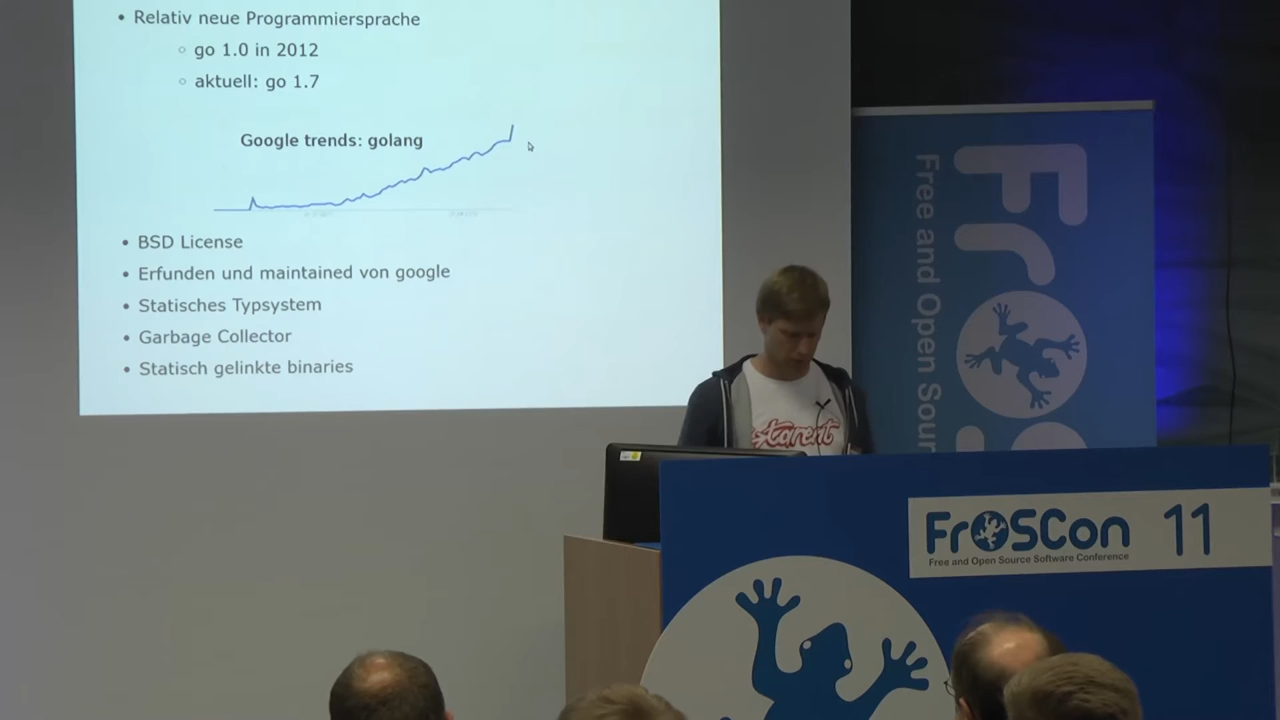 • Relativ neue Programmiersprache
○ go 1.0 in 2012
○ aktuell: go 1.7
Google trends: golang
• BSD License
• Erfunden und maintained von google
• Statisches Typsystem
• Garbage Collector
• Statisch gelinkte binaries
Free and Open Sour
FrOS
FrOSCon 11
Free and Open Source Software Conference